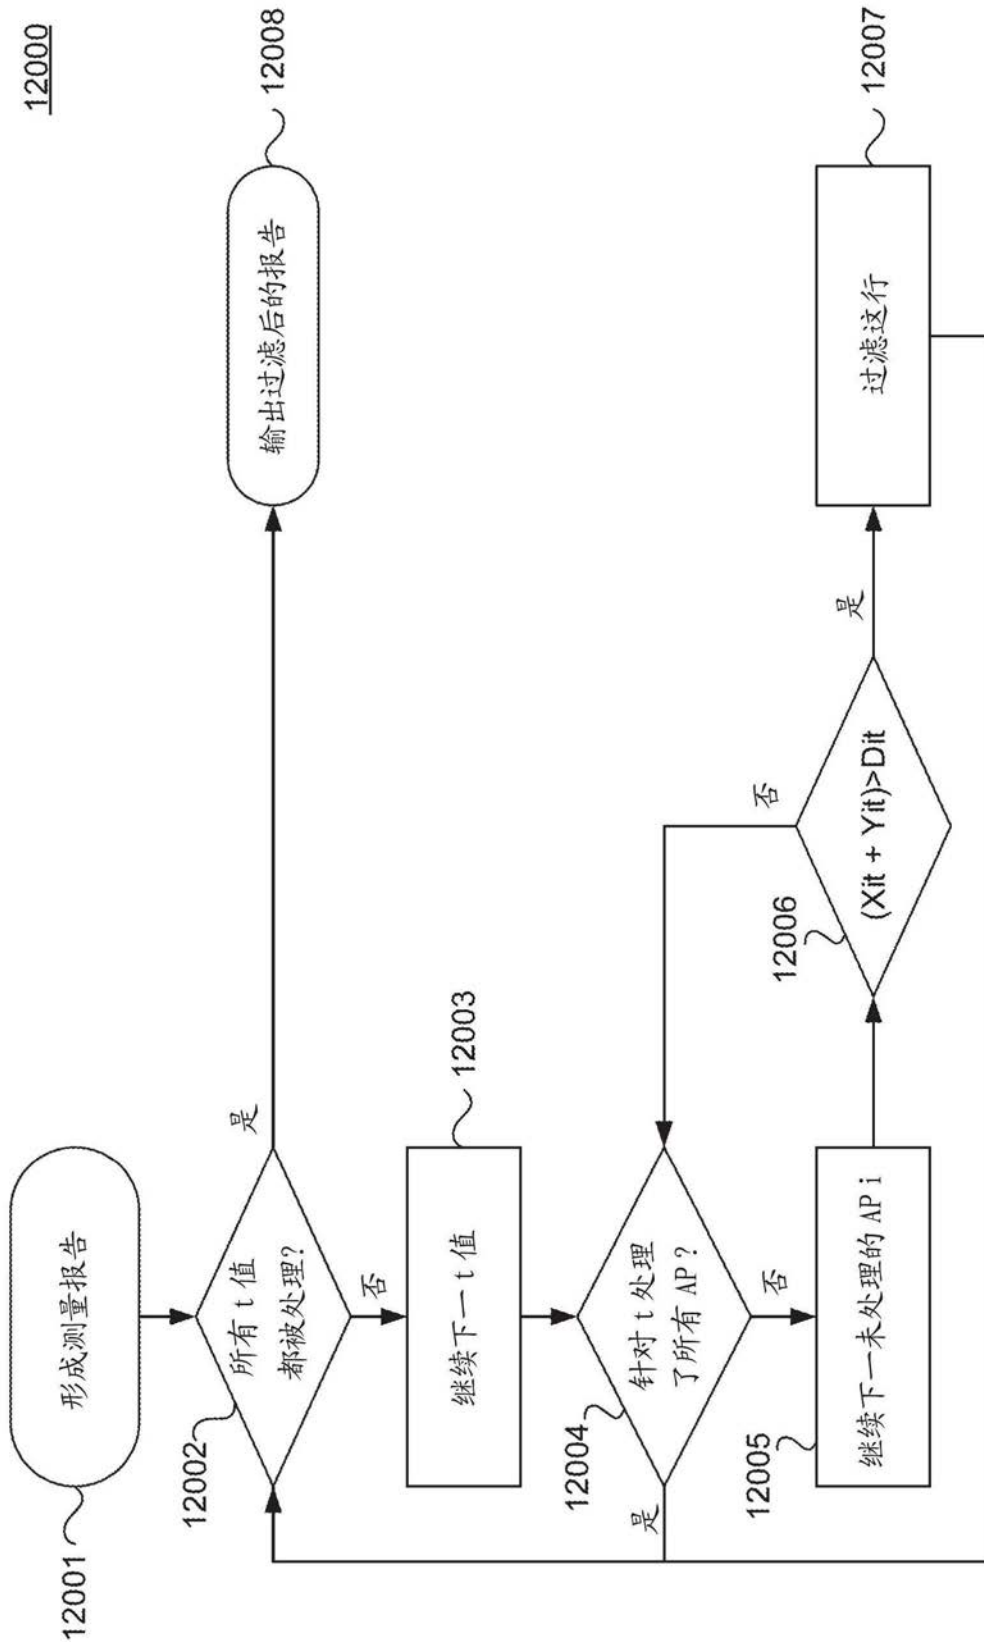 12000
12001
形成测量报告
12002
所有 t 值
都被处理?
是
否
12008
输出过滤后的报告
12003
继续下一 t 值
12004
针对 t 处理
了所有 AP?
是
否
12005
继续下一未处理的 AP i
12006
(Xit + Yit)>Dit
否
是
12007
过滤这行